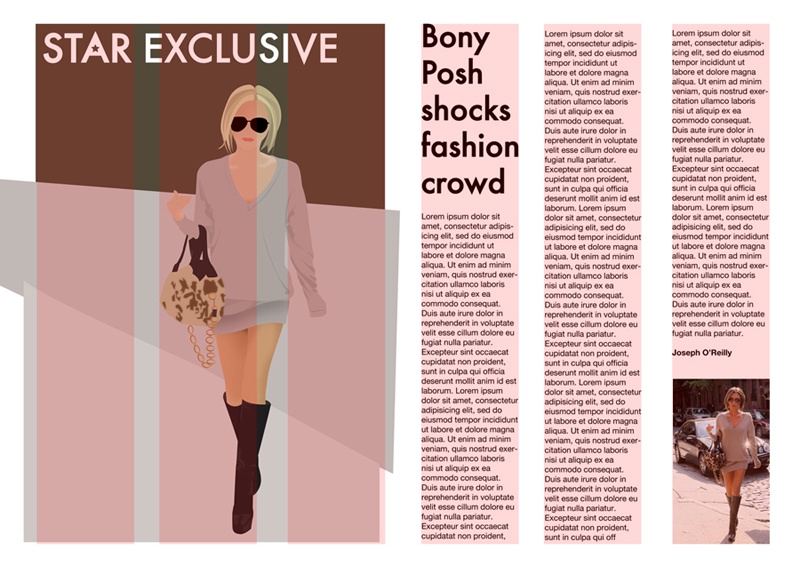 STAR EXCLUSIVE
Bony
Posh
shocks
fashion
crowd
Lorem ipsum dolor sit
amet, consectetur adipis-
icing elit, sed do eiusmod
tempor incididunt ut
labore et dolore magna
aliqua. Ut enim ad minim
veniam, quis nostrud exer-
citation ullamco laboris
nisi ut aliquip ex ea
commodo consequat.
Duis aute irure dolor in
reprehenderit in voluptate
velit esse cillum dolore eu
fugiat nulla pariatur.
Excepteur sint occaecat
cupidatat non proident,
sunt in culpa qui officia
deserunt mollit anim id est
laborum. Lorem ipsum
dolor sit amet, consectetur
adipisicing elit, sed do
eiusmod tempor incididunt
ut labore et dolore magna
aliqua. Ut enim ad minim
veniam, quis nostrud exer-
citation ullamco laboris
nisi ut aliquip ex ea
commodo consequat.
Duis aute irure dolor in
reprehenderit in voluptate
velit esse cillum dolore eu
fugiat nulla pariatur.
Excepteur sint occaecat
cupidatat non proident,
Lorem ipsum dolor sit
amet, consectetur adipis-
icing elit, sed do eiusmod
tempor incididunt ut
labore et dolore magna
aliqua. Ut enim ad minim
veniam, quis nostrud exer-
citation ullamco laboris
nisi ut aliquip ex ea
commodo consequat.
Duis aute irure dolor in
reprehenderit in voluptate
velit esse cillum dolore eu
fugiat nulla pariatur.
Excepteur sint occaecat
cupidatat non proident,
sunt in culpa qui officia
deserunt mollit anim id est
laborum. Lorem ipsum
dolor sit amet, consectetur
adipisicing elit, sed do
eiusmod tempor incididunt
ut labore et dolore magna
aliqua. Ut enim ad minim
veniam, quis nostrud exer-
citation ullamco laboris
nisi ut aliquip ex ea
commodo consequat.
Duis aute irure dolor in
reprehenderit in voluptate
velit esse cillum dolore eu
fugiat nulla pariatur.
Excepteur sint occaecat
cupidatat non proident,
sunt in culpa qui officia
deserunt mollit anim id est
laborum. Lorem ipsum
dolor sit amet, consectetur
adipisicing elit, sed do
eiusmod tempor incididunt
ut labore et dolore magna
aliqua. Ut enim ad minim
veniam, quis nostrud exer-
citation ullamco laboris
nisi ut aliquip ex ea
commodo consequat.
Duis aute irure dolor in
reprehenderit in voluptate
velit esse cillum dolore eu
fugiat nulla pariatur.
Excepteur sint occaecat
cupidatat non proident,
sunt in culpa qui off
Lorem ipsum dolor sit
amet, consectetur adipis-
icing elit, sed do eiusmod
tempor incididunt ut
labore et dolore magna
aliqua. Ut enim ad minim
veniam, quis nostrud exer-
citation ullamco laboris
nisi ut aliquip ex ea
commodo consequat.
Duis aute irure dolor in
reprehenderit in voluptate
velit esse cillum dolore eu
fugiat nulla pariatur.
Excepteur sint occaecat
cupidatat non proident,
sunt in culpa qui officia
deserunt mollit anim id est
laborum. Lorem ipsum
dolor sit amet, consectetur
adipisicing elit, sed do
eiusmod tempor incididunt
ut labore et dolore magna
aliqua. Ut enim ad minim
veniam, quis nostrud exer-
citation ullamco laboris
nisi ut aliquip ex ea
commodo consequat.
Duis aute irure dolor in
reprehenderit in voluptate
velit esse cillum dolore eu
fugiat nulla pariatur.
Joseph O'Reilly